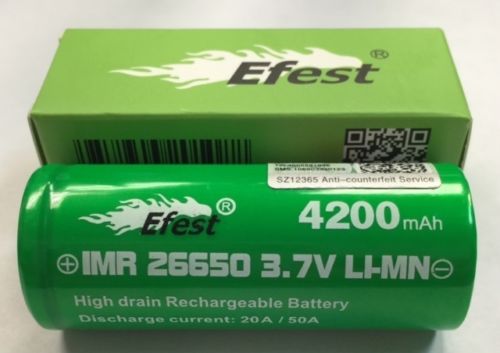 Efest®
SZ12365 Anti-counterfeit Service
Efest®
4200mAh
⊕IMR 26650 3.7V LI-MN⊖
High drain Rechargeable Battery
Discharge current: 20A / 50A